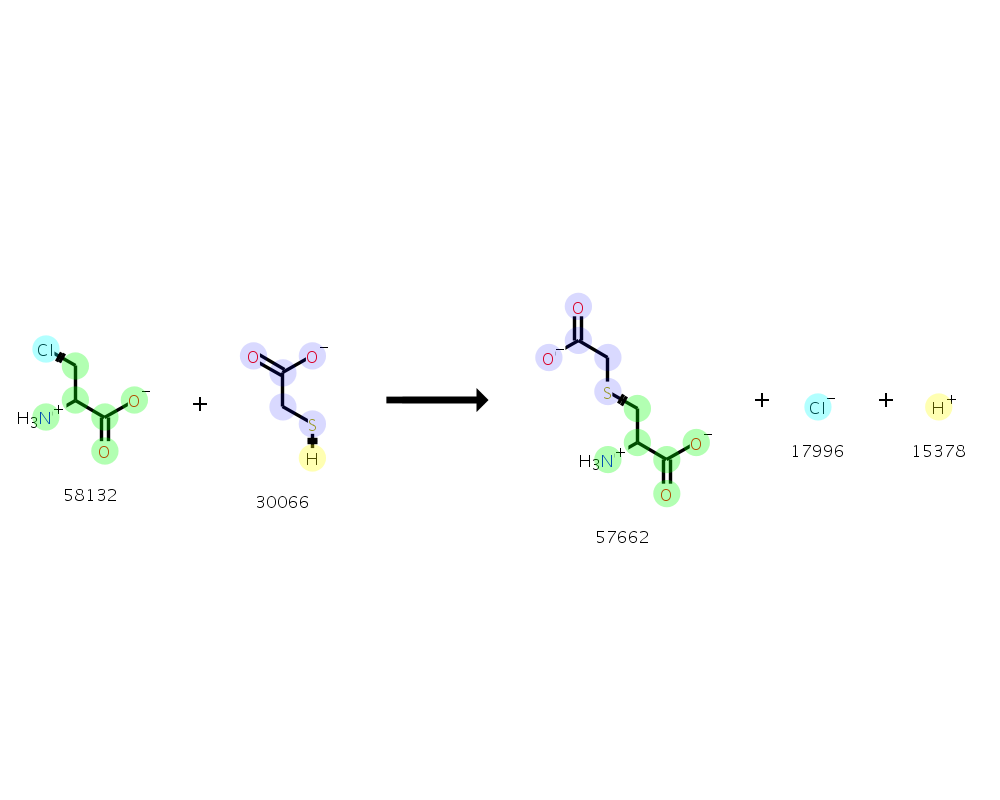 Cl
H3N+
O-
O
58132
+
O
O-
S
H
30066
O
O-
S
H3N+
O-
O
57662
+
Cl-
17996
+
H+
15378